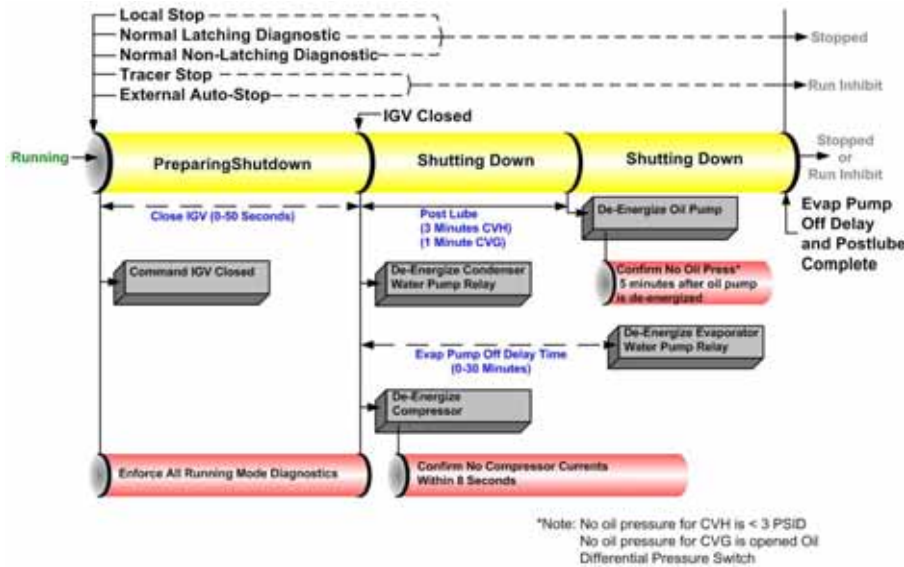 Local Stop
Normal Latching Diagnostic
Normal Non-Latching Diagnostic
Stopped
Tracer Stop
External Auto-Stop
Run Inhibit
IGV Closed
Running
PreparingShutdown
Shutting Down
Shutting Down
Stopped
or
Run Inhibit
Close IGV (0-50 Seconds)
Post Lube
(3 Minutes CVH)
(1 Minute CVG)
De-Energize Oil Pump
Evap Pump
Off Delay
and Postlube
Complete
Command IGV Closed
De-Energize Condenser
Water Pump Relay
Confirm No Oil Press*
5 minutes after oil pump
is de-energized
Evap Pump Off Delay Time
(0-30 Minutes)
De-Energize Evaporator
Water Pump Relay
De-Energize
Compressor
Enforce All Running Mode Diagnostics
Confirm No Compressor Currents
Within 8 Seconds
*Note: No oil pressure for CVH is < 3 PSID
No oil pressure for CVG is opened Oil
Differential Pressure Switch